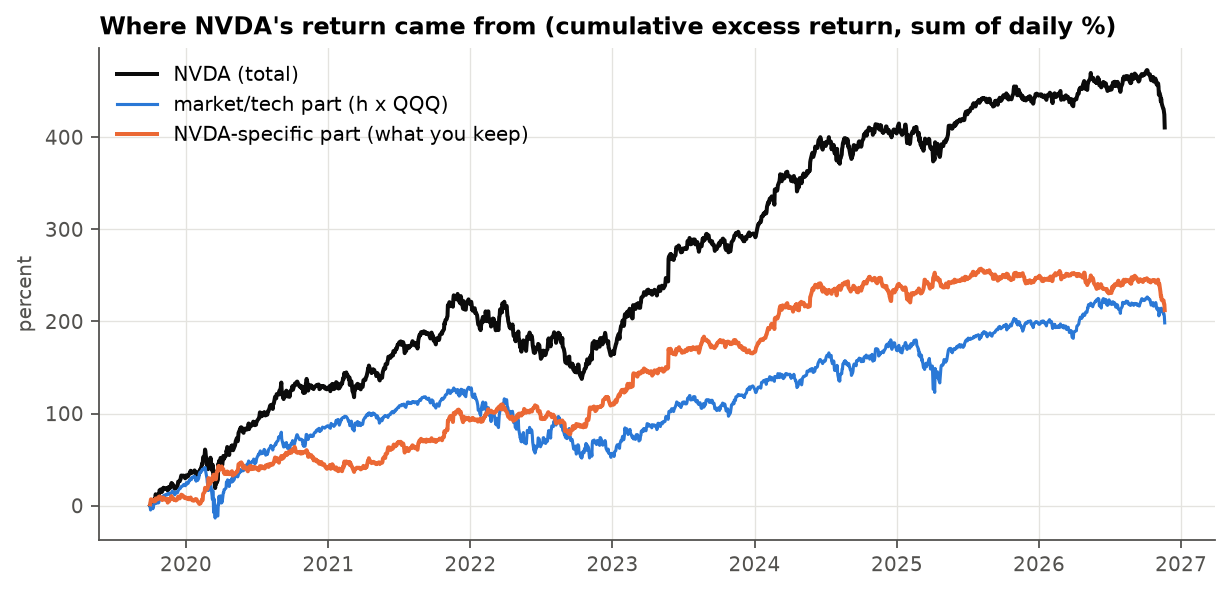 Where NVDA's return came from (cumulative excess return, sum of daily %)
NVDA (total)
market/tech part (h x QQQ)
NVDA-specific part (what you keep)
percent
400
300
200
100
0
2020 2021 2022 2023 2024 2025 2026 2027